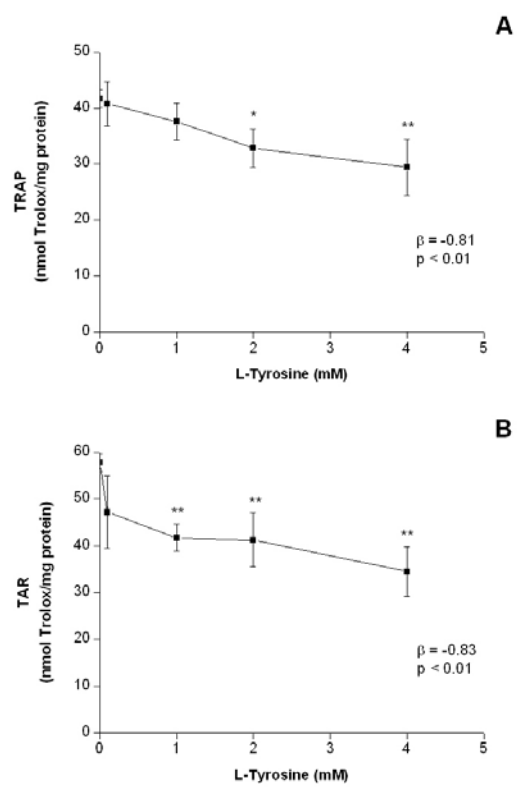 A
50
40
30
20
10
0
TRAP
(nmol Trolox/mg protein)
*
**
β = -0.81
p < 0.01
0 1 2 3 4 5
L-Tyrosine (mM)
B
60
50
40
30
20
10
0
TAR
(nmol Trolox/mg protein)
**
**
**
β = -0.83
p < 0.01
0 1 2 3 4 5
L-Tyrosine (mM)